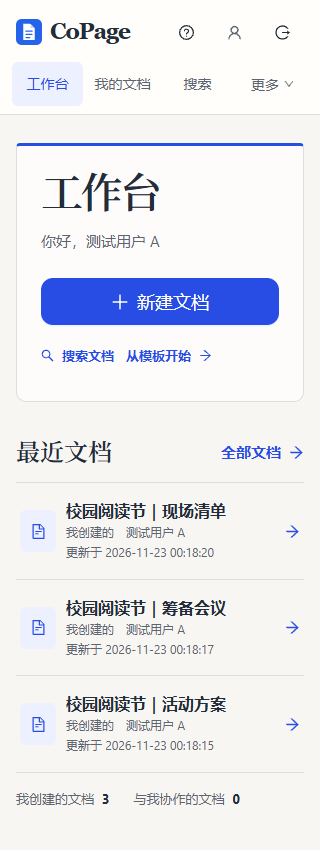 CoPage
工作台 我的文档 搜索 更多
工作台
你好，测试用户 A
新建文档
搜索文档 从模板开始
最近文档 全部文档
校园阅读节 | 现场清单
我创建的 测试用户 A
更新于 2026-11-23 00:18:20
校园阅读节 | 筹备会议
我创建的 测试用户 A
更新于 2026-11-23 00:18:17
校园阅读节 | 活动方案
我创建的 测试用户 A
更新于 2026-11-23 00:18:15
我创建的文档 3 与我协作的文档 0